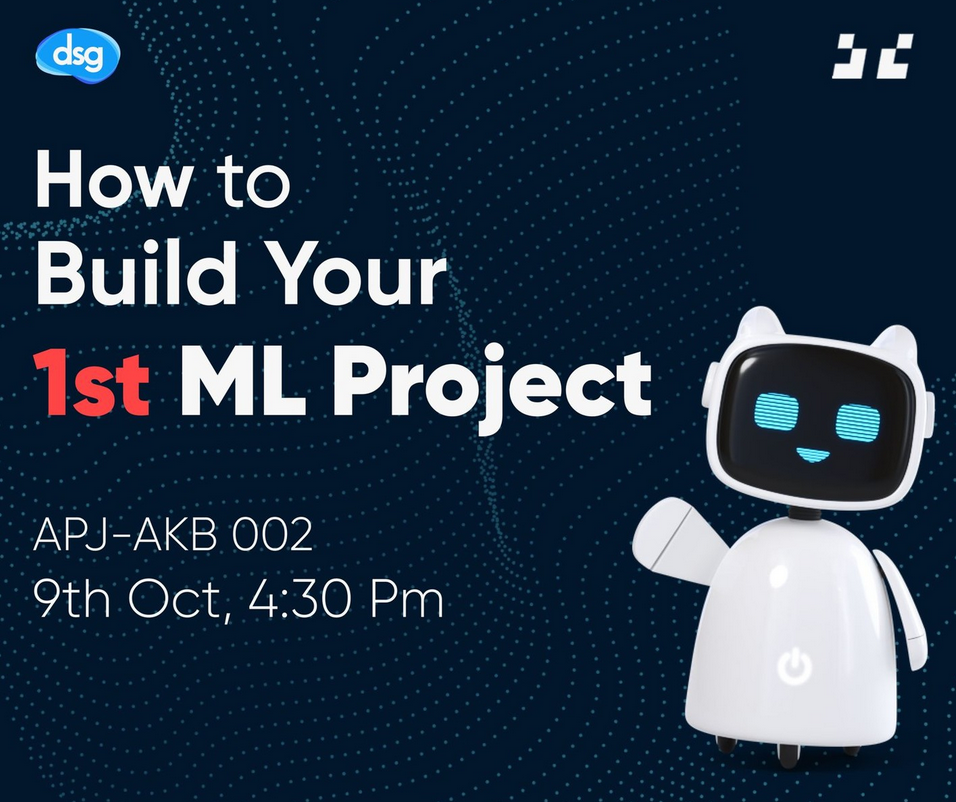 dsg
How to
Build Your
1st ML Project
APJ-AKB 002
9th Oct, 4:30 Pm